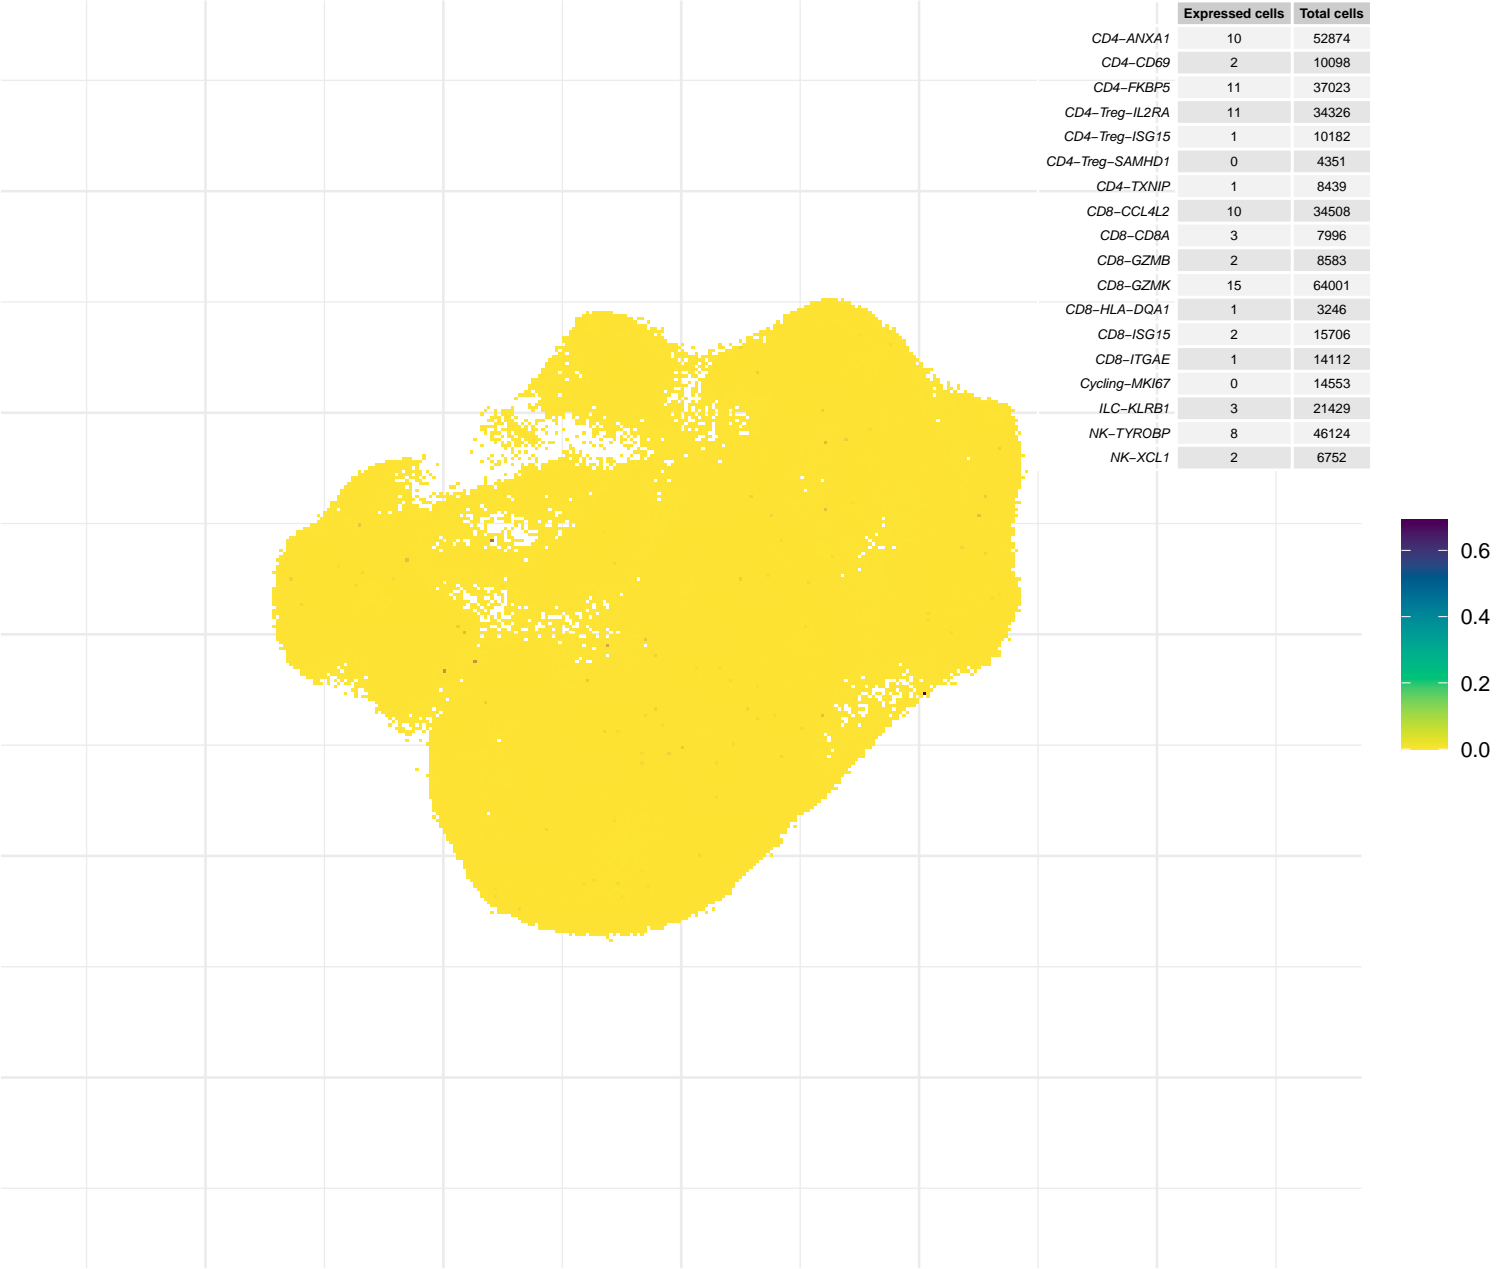 Expressed cells Total cells
CD4−ANXA1 10 52874
CD4−CD69 2 10098
CD4−FKBP5 11 37023
CD4−Treg−IL2RA 11 34326
CD4−Treg−ISG15 1 10182
CD4−Treg−SAMHD1 0 4351
CD4−TXNIP 1 8439
CD8−CCL4L2 10 34508
CD8−CD8A 3 7996
CD8−GZMB 2 8583
CD8−GZMK 15 64001
CD8−HLA−DQA1 1 3246
CD8−ISG15 2 15706
CD8−ITGAE 1 14112
Cycling−MKI67 0 14553
ILC−KLRB1 3 21429
NK−TYROBP 8 46124
NK−XCL1 2 6752
0.6
0.4
0.2
0.0